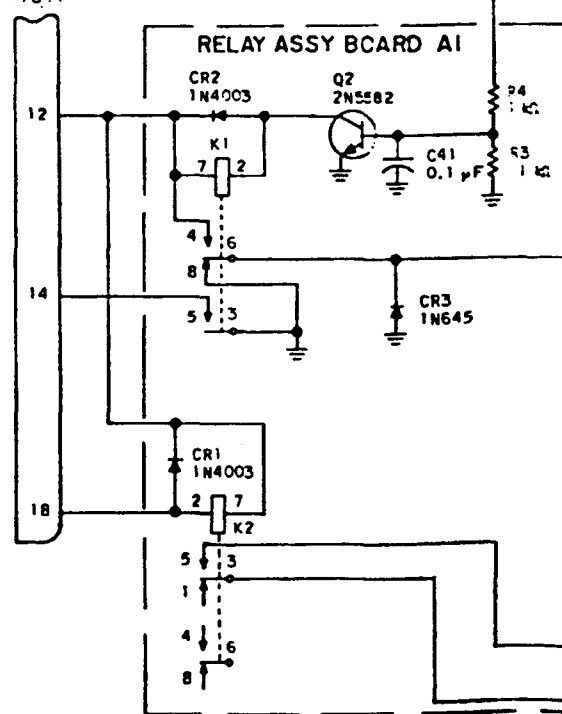 RELAY ASSY BCARD A1
CR2
1N4003
Q2
2N5582
R4
1 kΩ
12
K1
7 2
C41
0.1 µF
R3
1 kΩ
4
6
8
14
5 3
CR3
1N645
CR1
1N4003
18
2 7
K2
5 3
1
4
6
8